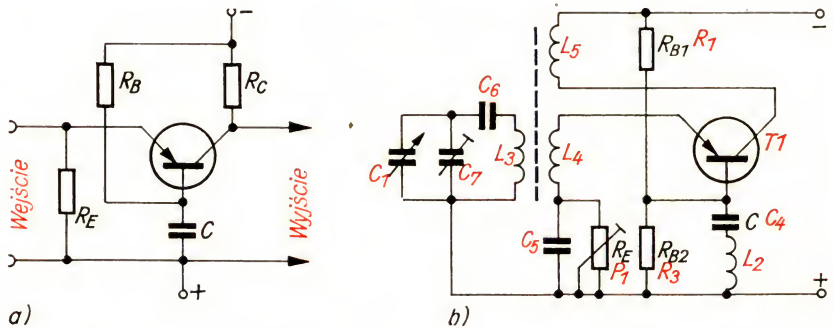 -
R_B
R_C
Wejście
R_E
C
Wyjście
+
a)
L_5
R_B1 R_1
-
C_6
C_1
C_7
L_3
L_4
T1
C_5
R_E
P_1
R_B2
R_3
C C_4
L_2
+
b)